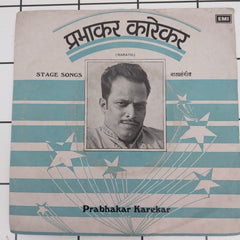 प्रभाकर कारेकर
EMI
(MARATHI)
STAGE SONGS
नाट्यसंगीत
Prabhakar Karekar